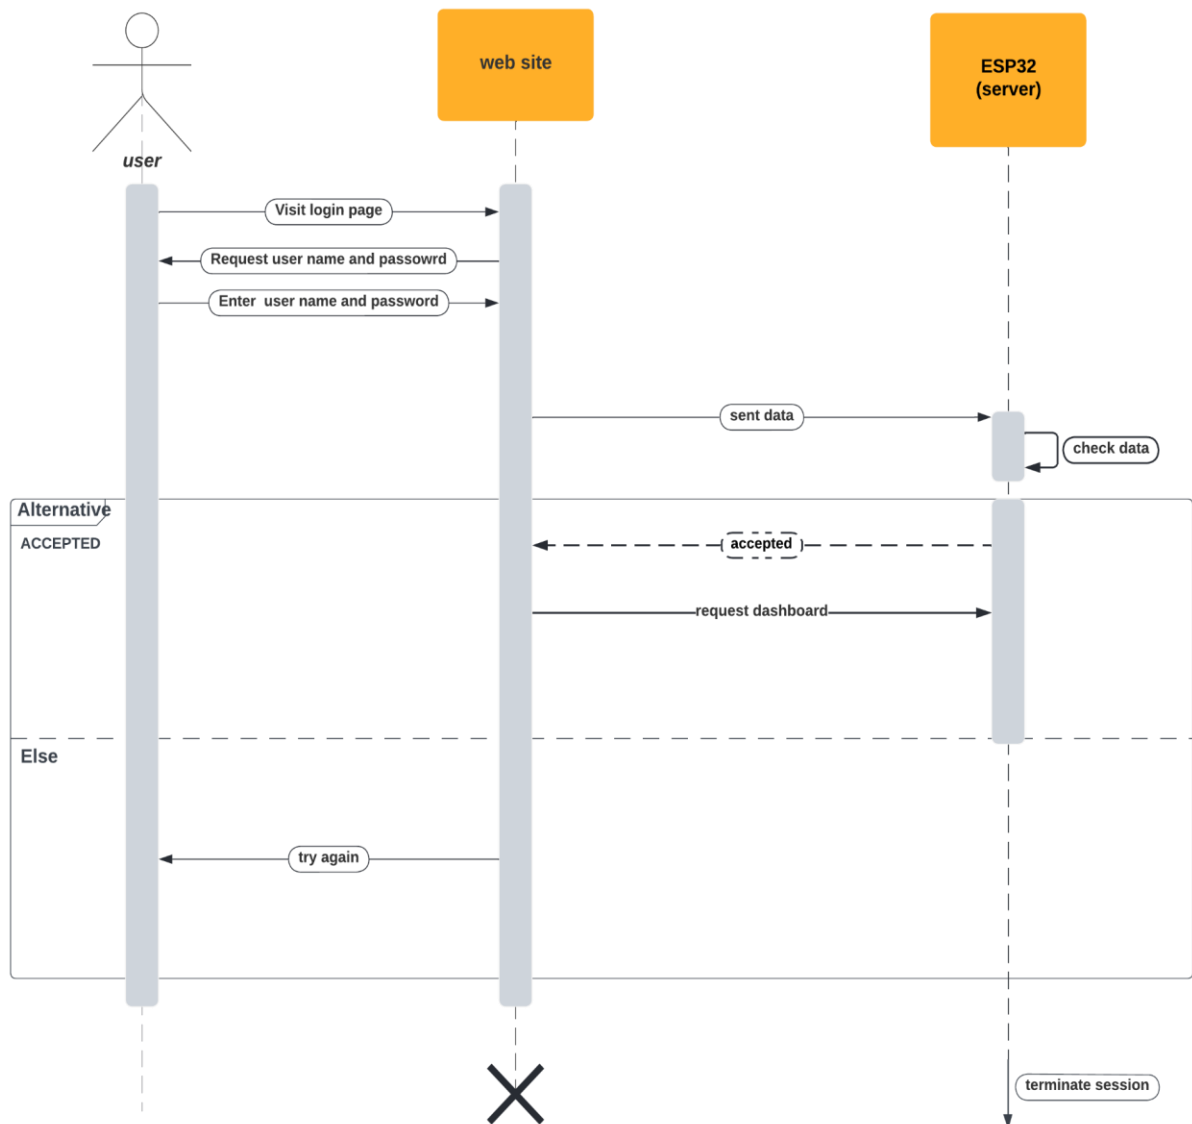 web site
ESP32
(server)
user
Visit login page
Request user name and passowrd
Enter user name and password
sent data
check data
Alternative
ACCEPTED
accepted
request dashboard
Else
try again
terminate session